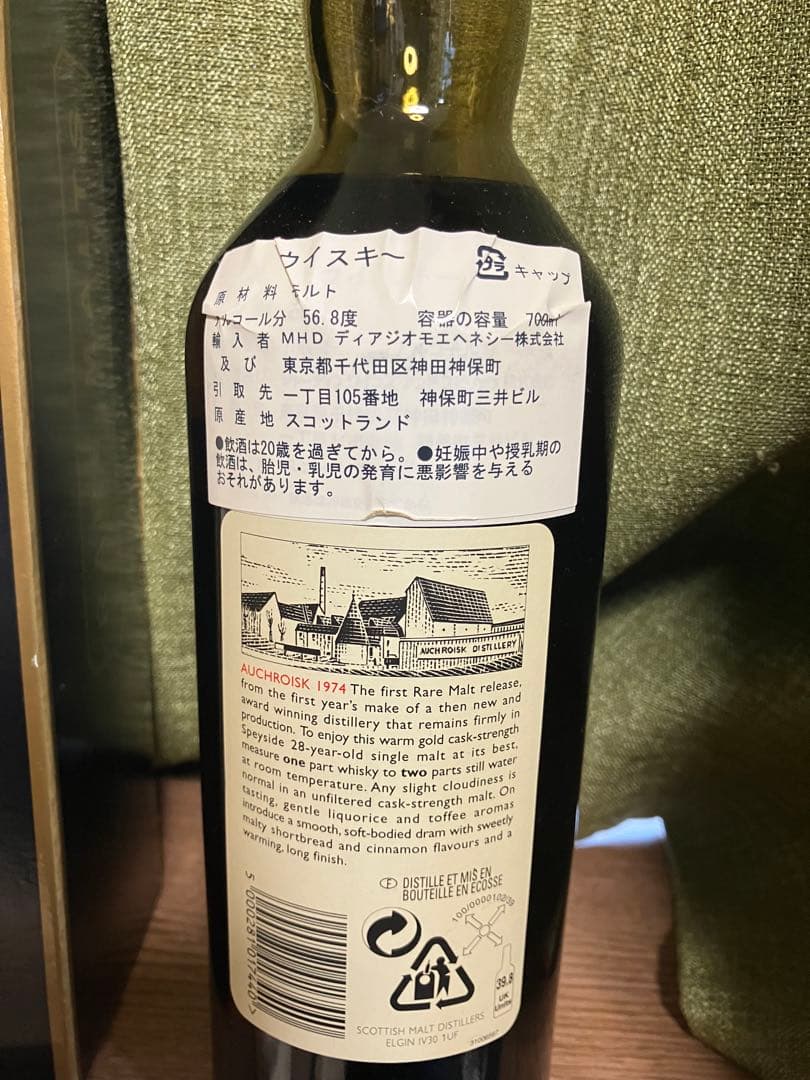 ウイスキー
キャップ
原材料 モルト
アルコール分 56.8度 容器の容量 700ml
輸入者 MHD ディアジオモエヘネシー株式会社
及び 東京都千代田区神田神保町
引取先 一丁目105番地 神保町三井ビル
原産地 スコットランド
●飲酒は20歳を過ぎてから。●妊娠中や授乳期の
飲酒は、胎児・乳児の発育に悪影響を与える
おそれがあります。
AUCHROISK DISTILLERY
AUCHROISK 1974 The first Rare Malt release,
from the first year's make of a then new and
award winning distillery that remains firmly in
production. To enjoy this warm gold cask-strength
Speyside 28-year-old single malt at its best,
measure one part whisky to two parts still water
at room temperature. Any slight cloudiness is
normal in an unfiltered cask-strength malt. On
tasting, gentle liquorice and toffee aromas
introduce a smooth, soft-bodied dram with sweetly
malty shortbread and cinnamon flavours and a
warming, long finish.
Ⓕ DISTILLE ET MIS EN
BOUTEILLE EN ECOSSE
5 000281 017440 >
39.8
UK
Units
SCOTTISH MALT DISTILLERS
ELGIN IV30 1UF